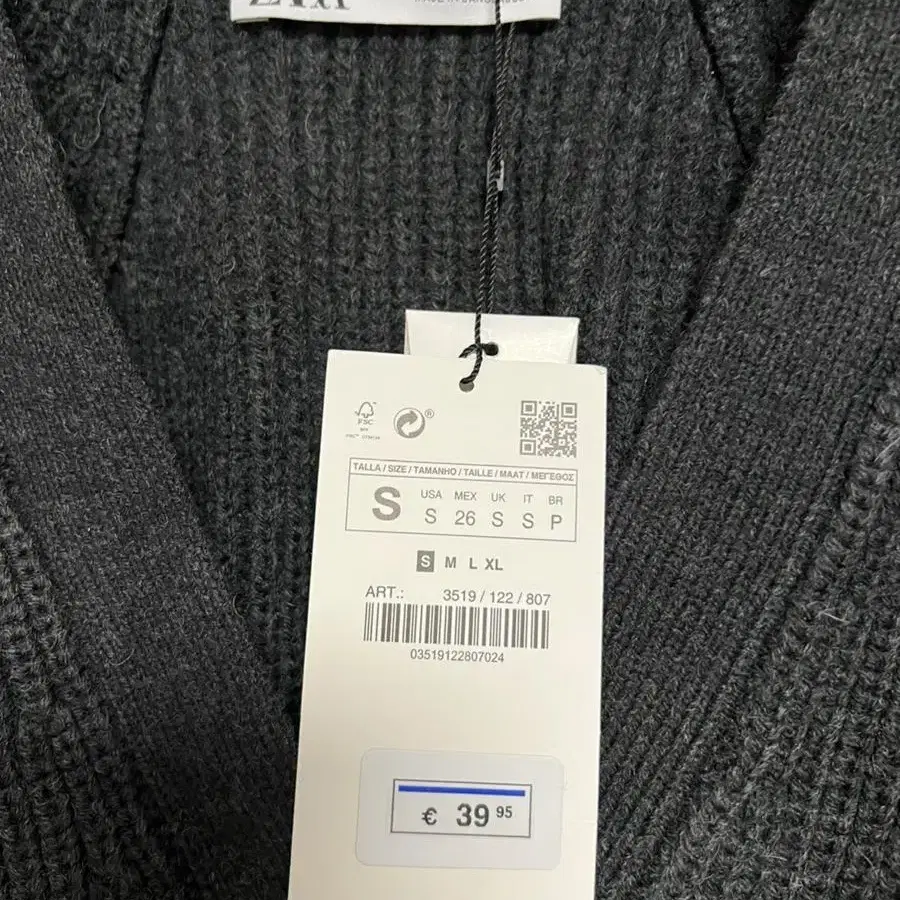 FSC
®
TALLA / SIZE / TAMANHO / TAILLE / MAAT / ΜΕΓΕΘΟΣ
S
USA MEX UK IT BR
S 26 S S P
S M L XL
ART.: 3519 / 122 / 807
03519122807024
€ 39 95